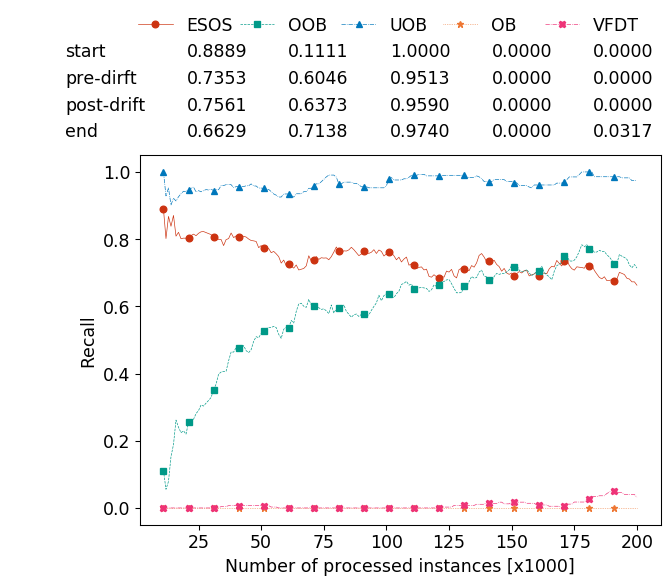 ESOS OOB UOB OB VFDT
start 0.8889 0.1111 1.0000 0.0000 0.0000
pre-dirft 0.7353 0.6046 0.9513 0.0000 0.0000
post-drift 0.7561 0.6373 0.9590 0.0000 0.0000
end 0.6629 0.7138 0.9740 0.0000 0.0317
1.0
0.8
0.6
0.4
0.2
0.0
Recall
25 50 75 100 125 150 175 200
Number of processed instances [x1000]